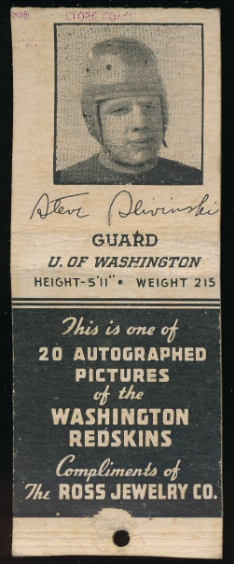 Steve Slivinski
GUARD
U. OF WASHINGTON
HEIGHT-5'11" • WEIGHT 215
This is one of
20 AUTOGRAPHED
PICTURES
of the
WASHINGTON
REDSKINS
Compliments of
The ROSS JEWELRY CO.